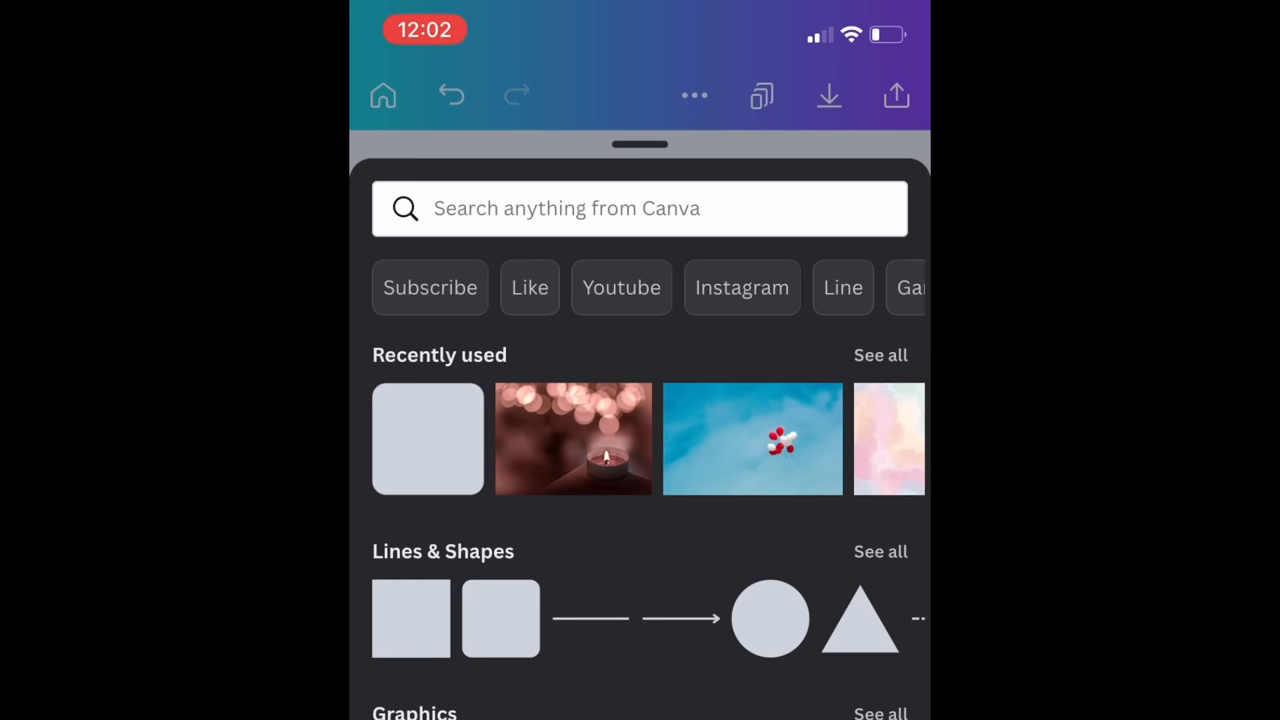 12:02
Search anything from Canva
Subscribe Like Youtube Instagram Line
Recently used See all
Lines & Shapes See all
Graphics See all